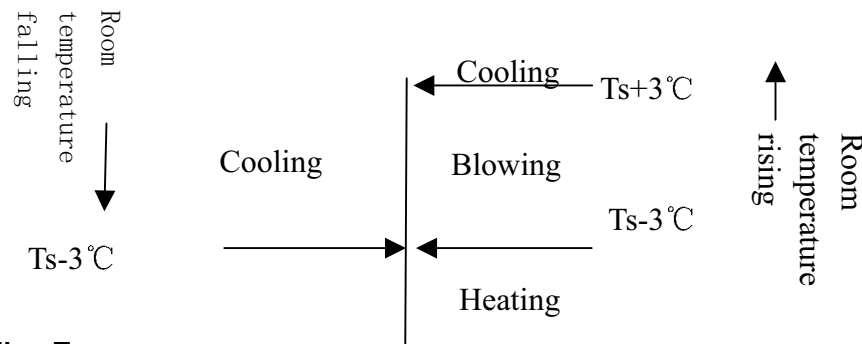 Room
temperature
falling
Cooling
Ts+3℃
Room
temperature
rising
Cooling
Blowing
Ts-3℃
Ts-3℃
Heating